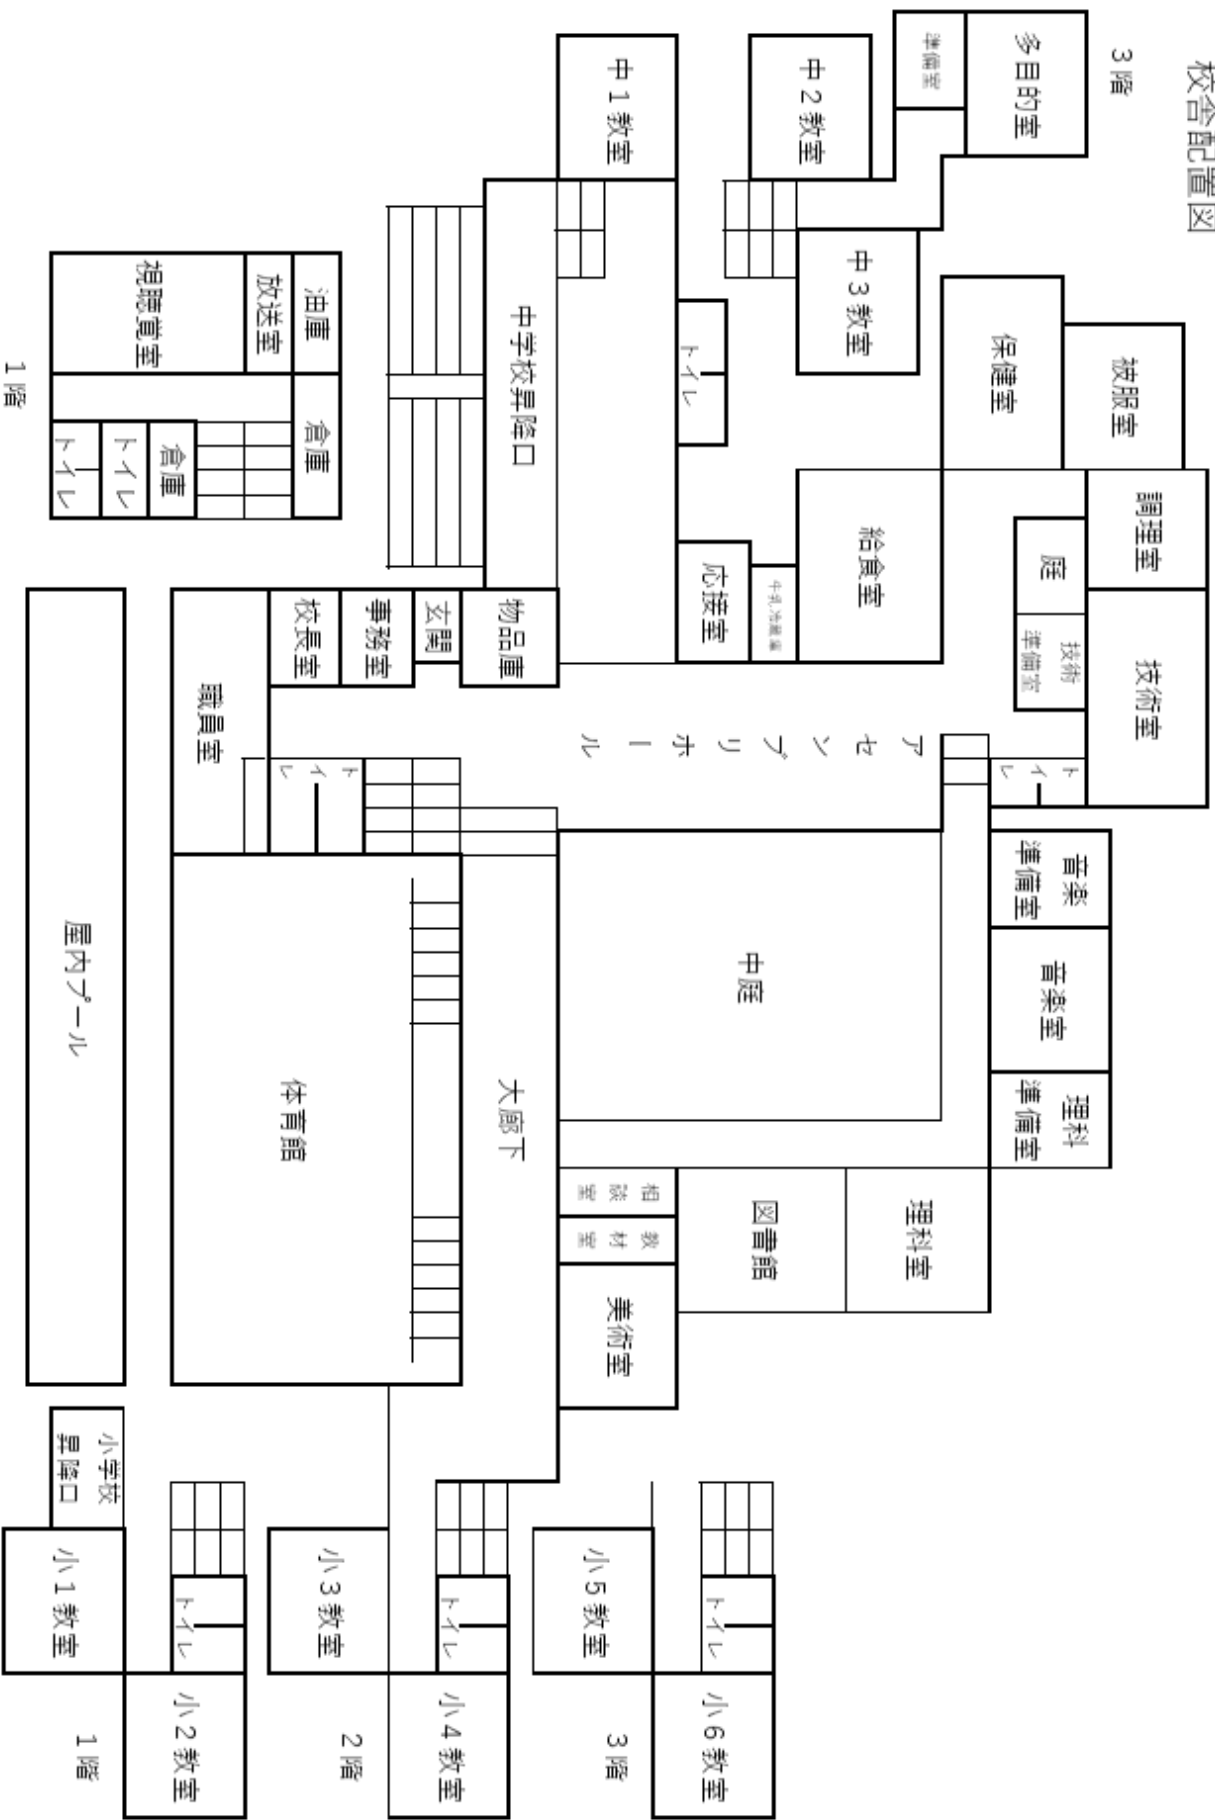 校舎配置図
3階
多目的室
準備室
中2教室
中1教室
中3教室
被服室
保健室
トイレ
中学校昇降口
油庫
放送室
視聴覚室
1階
倉庫
倉庫
トイレ
トイレ
調理室
庭
技術
準備室
技術室
給食室
牛乳冷蔵庫
応接室
物品庫
玄関
事務室
校長室
職員室
アセンブリホール
トイレ
トイレ
音楽
準備室
音楽室
理科
準備室
中庭
大廊下
体育館
屋内プール
相談室
教材室
美術室
図書館
理科室
小学校
昇降口
小1教室
トイレ
小2教室
1階
小3教室
トイレ
小4教室
2階
小5教室
トイレ
小6教室
3階